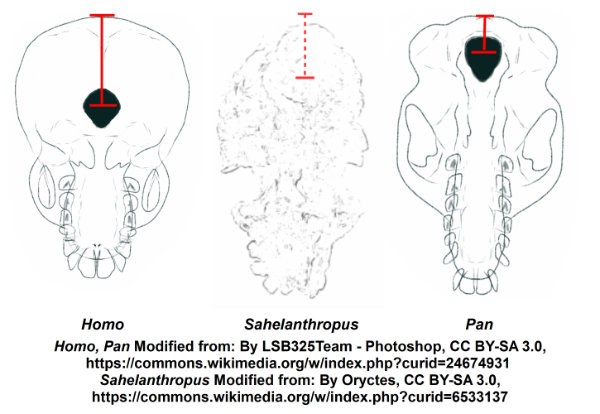 Homo Sahelanthropus Pan
Homo, Pan Modified from: By LSB325Team - Photoshop, CC BY-SA 3.0,
https://commons.wikimedia.org/w/index.php?curid=24674931
Sahelanthropus Modified from: By Oryctes, CC BY-SA 3.0,
https://commons.wikimedia.org/w/index.php?curid=6533137